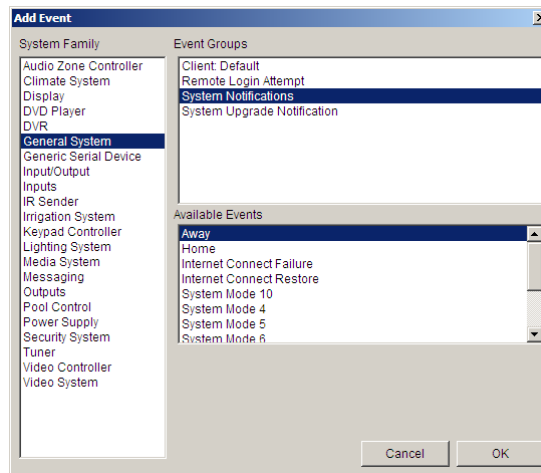 Add Event
System Family
Audio Zone Controller
Climate System
Display
DVD Player
DVR
General System
Generic Serial Device
Input/Output
Inputs
IR Sender
Irrigation System
Keypad Controller
Lighting System
Media System
Messaging
Outputs
Pool Control
Power Supply
Security System
Tuner
Video Controller
Video System
Event Groups
Client: Default
Remote Login Attempt
System Notifications
System Upgrade Notification
Available Events
Away
Home
Internet Connect Failure
Internet Connect Restore
System Mode 10
System Mode 4
System Mode 5
System Mode 6
Cancel
OK